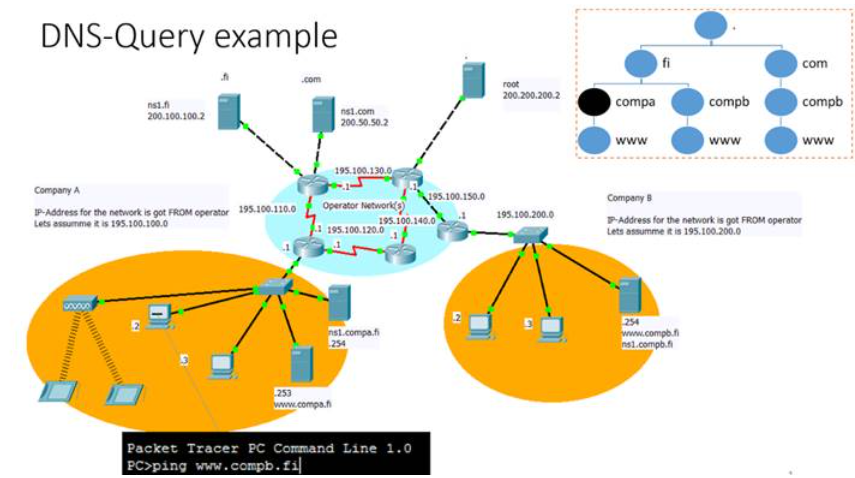 DNS-Query example
.
fi
com
compa
compb
compb
www
www
www
.fi
.com
.
ns1.fi
200.100.100.2
ns1.com
200.50.50.2
root
200.200.200.2
Company A
IP-Address for the network is got FROM operator
Lets assumme it is 195.100.100.0
195.100.130.0
.1
.1
195.100.110.0
Operator Network(s)
195.100.150.0
195.100.140.0
.1
.1
195.100.120.0
.1
.1
.1
195.100.200.0
Company B
IP-Address for the network is got FROM operator
Lets assumme it is 195.100.200.0
.2
.3
ns1.compa.fi
.254
.253
www.compa.fi
.2
.3
.254
www.compb.fi
ns1.compb.fi
Packet Tracer PC Command Line 1.0
PC>ping www.compb.fi